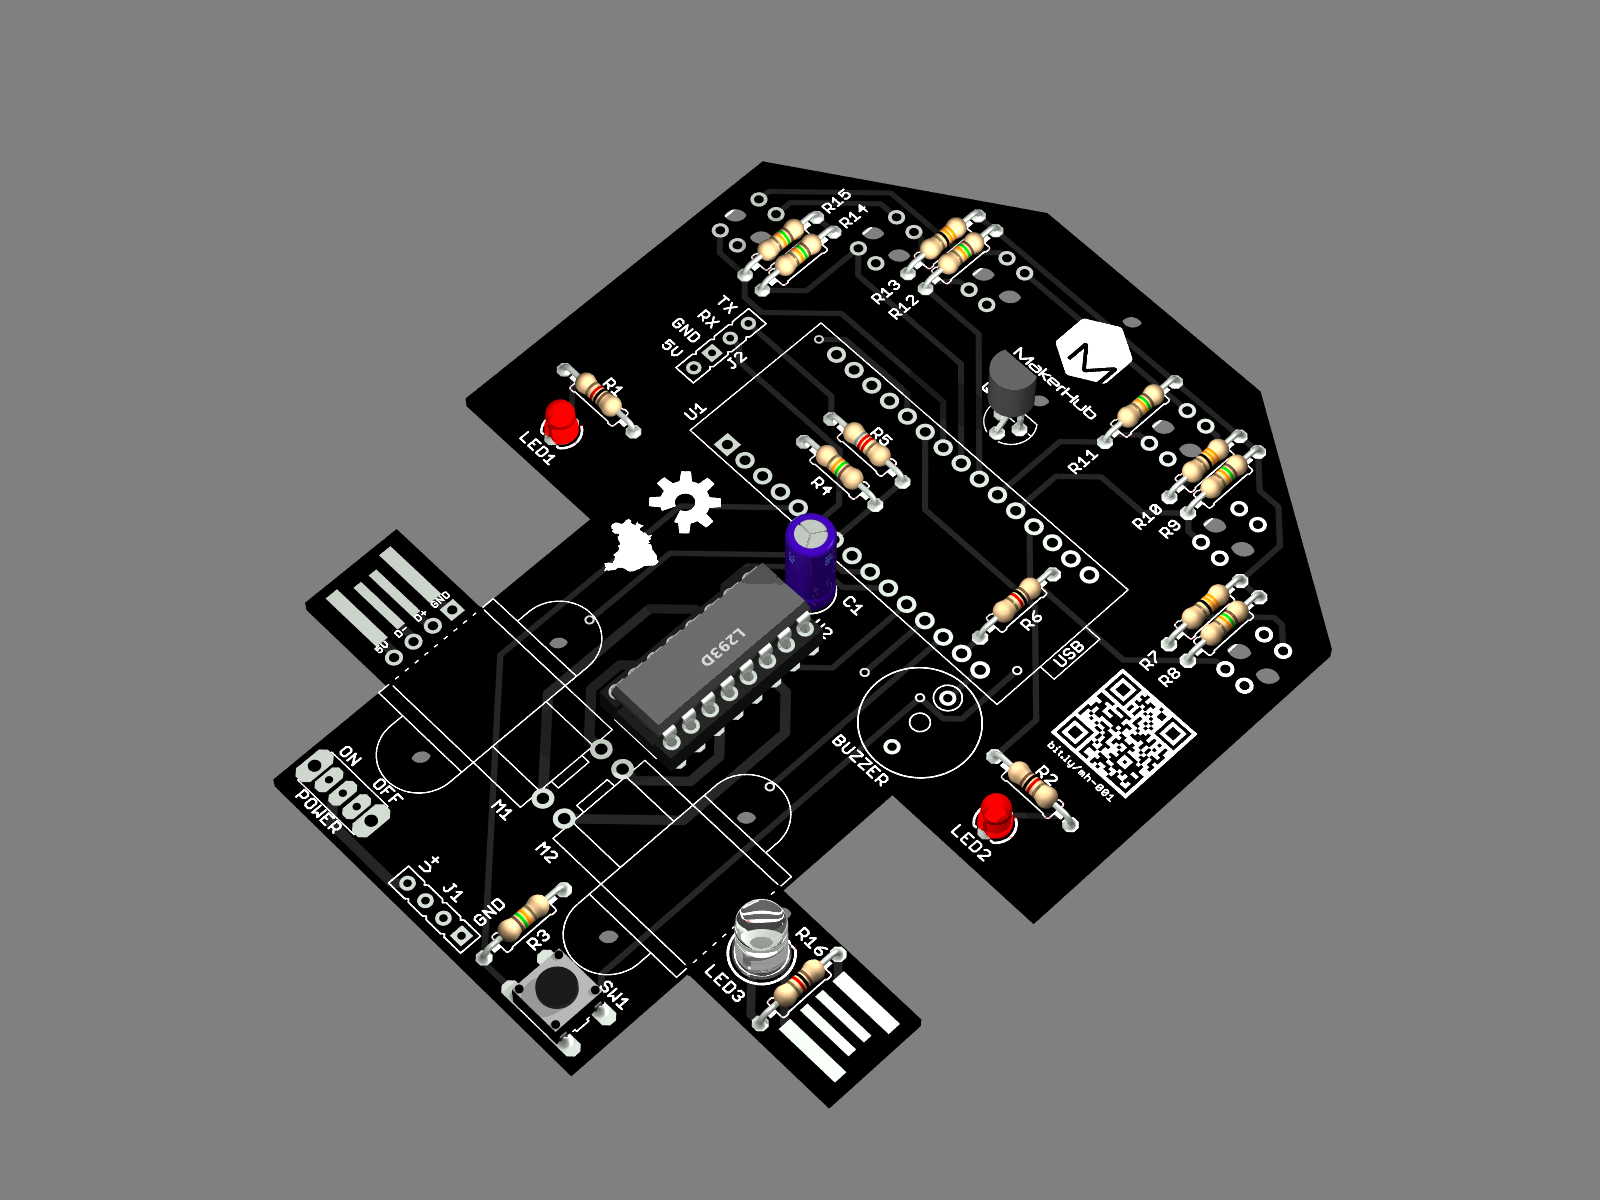 R15
R14
R13
R12
TX
RX
GND
5V
J2
MakerHub
R1
LED1
U1
R5
R4
R11
R10
R9
C1
R6
USB
R7
R8
L293D
5V
D-
D+
GND
BUZZER
bit.ly/mh-001
R2
LED2
ON
OFF
POWER
M1
M2
V+
J1
GND
R3
SW1
LED3
R16